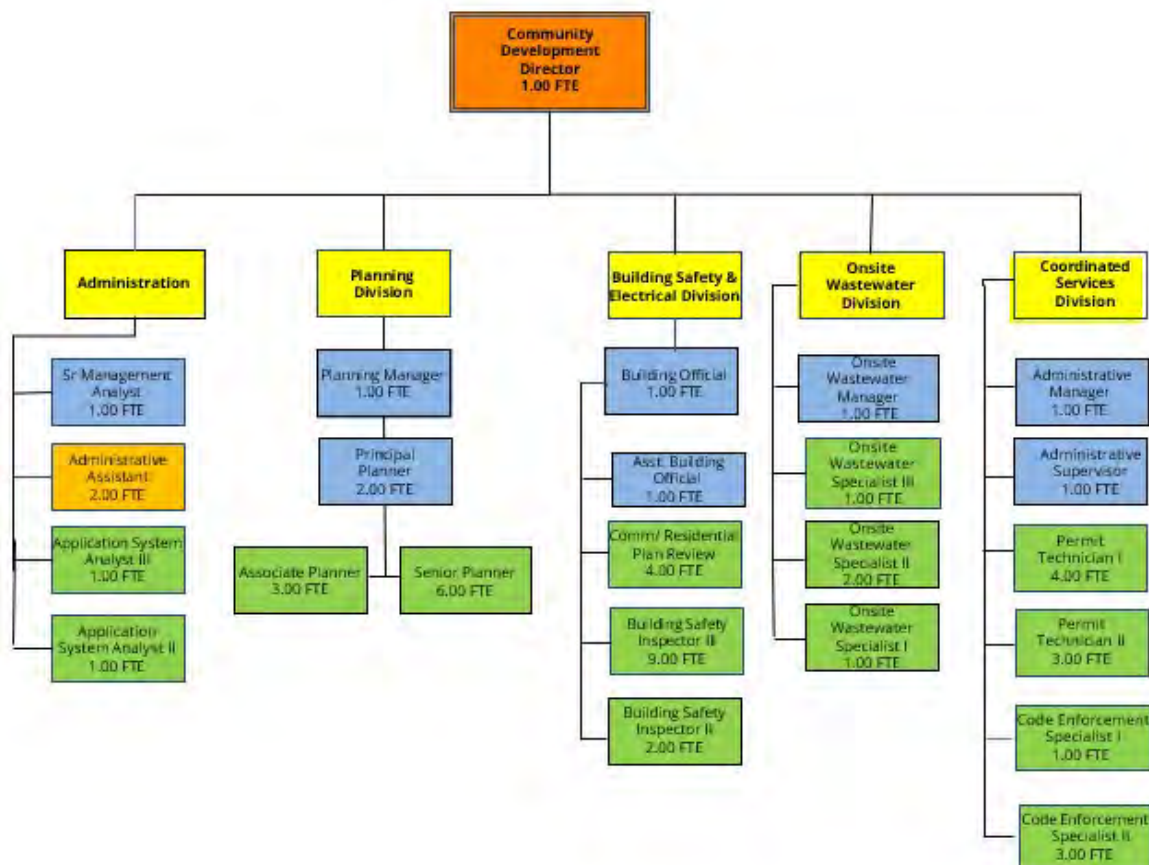 Community
Development
Director
1.00 FTE
Administration
Sr Management
Analyst
1.00 FTE
Administrative
Assistant
2.00 FTE
Application System
Analyst III
1.00 FTE
Application
System Analyst II
1.00 FTE
Planning
Division
Planning Manager
1.00 FTE
Principal
Planner
2.00 FTE
Associate Planner
3.00 FTE
Senior Planner
6.00 FTE
Building Safety &
Electrical Division
Building Official
1.00 FTE
Asst. Building
Official
1.00 FTE
Comm/ Residential
Plan Review
4.00 FTE
Building Safety
Inspector III
9.00 FTE
Building Safety
Inspector II
2.00 FTE
Onsite
Wastewater
Division
Onsite
Wastewater
Manager
1.00 FTE
Onsite
Wastewater
Specialist III
1.00 FTE
Onsite
Wastewater
Specialist II
2.00 FTE
Onsite
Wastewater
Specialist I
1.00 FTE
Coordinated
Services
Division
Administrative
Manager
1.00 FTE
Administrative
Supervisor
1.00 FTE
Permit
Technician I
4.00 FTE
Permit
Technician II
3.00 FTE
Code Enforcement
Specialist I
1.00 FTE
Code Enforcement
Specialist II
3.00 FTE